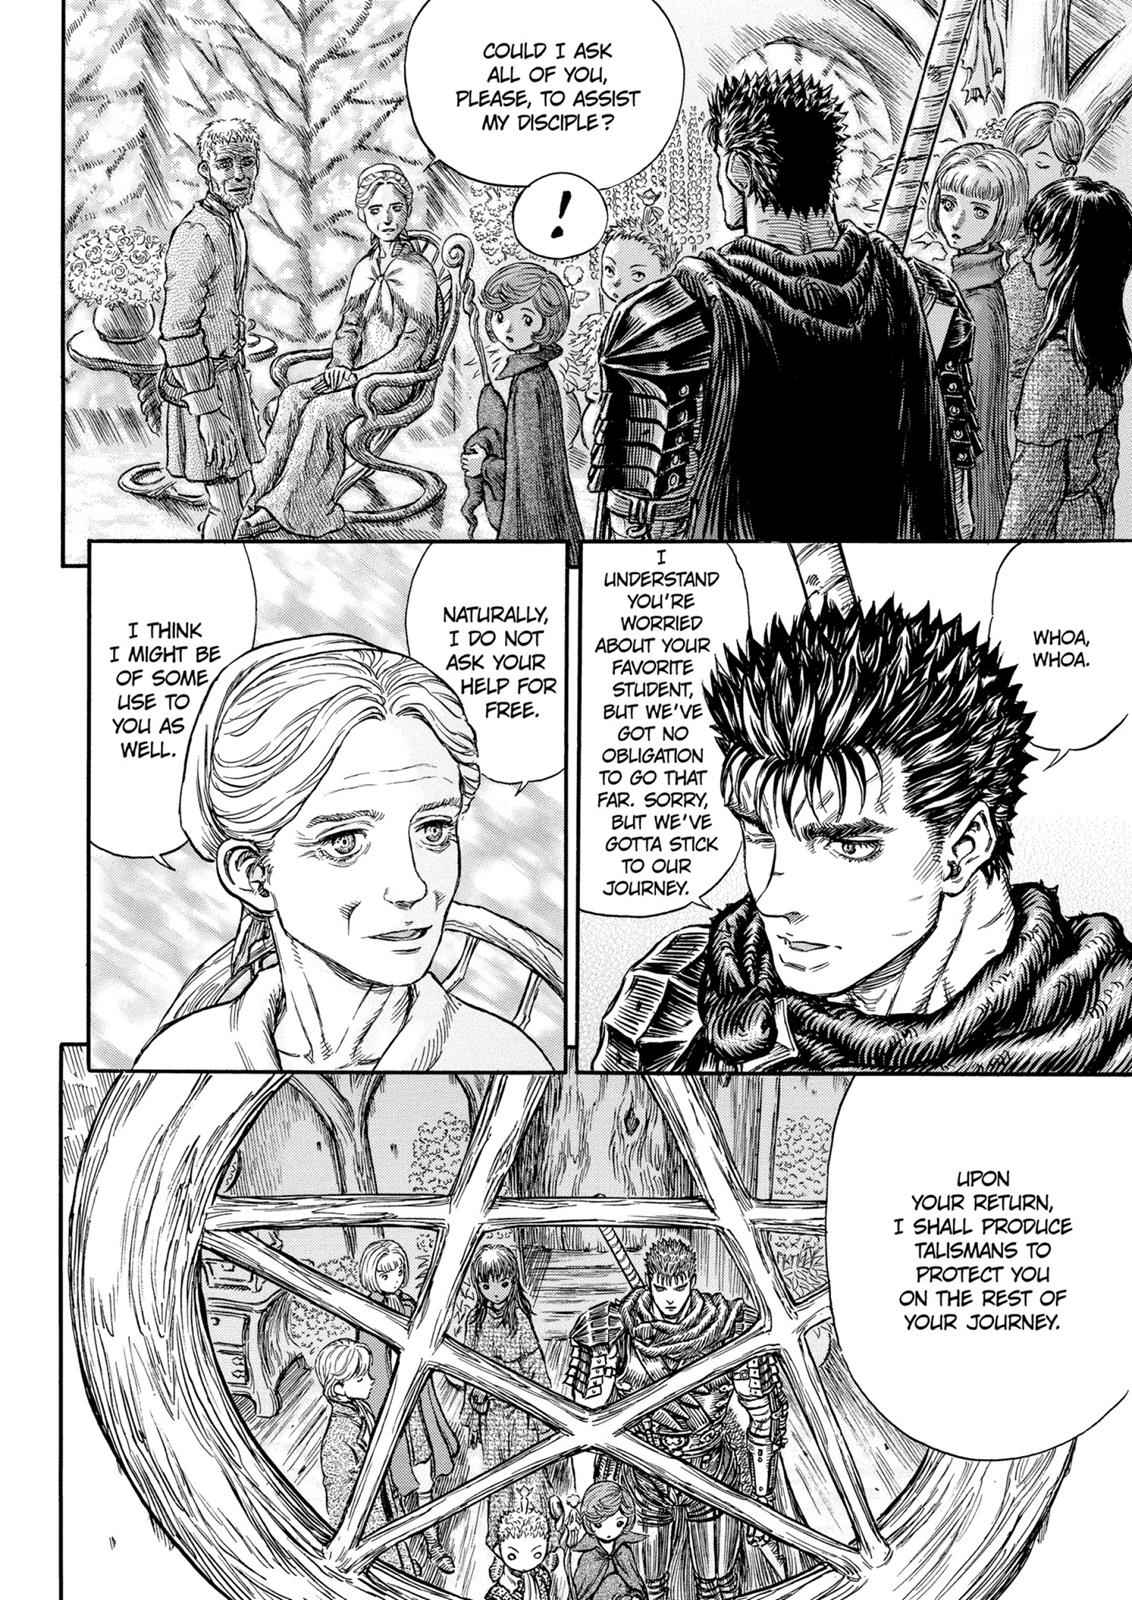 COULD I ASK
ALL OF YOU,
PLEASE, TO ASSIST
MY DISCIPLE?
!
WHOA,
WHOA.
I
UNDERSTAND
YOU'RE
WORRIED
ABOUT YOUR
FAVORITE
STUDENT,
BUT WE'VE
GOT NO
OBLIGATION
TO GO THAT
FAR. SORRY,
BUT WE'VE
GOTTA STICK
TO OUR
JOURNEY.
NATURALLY,
I DO NOT
ASK YOUR
HELP FOR
FREE.
I THINK
I MIGHT BE
OF SOME
USE TO
YOU AS
WELL.
UPON
YOUR RETURN,
I SHALL PRODUCE
TALISMANS TO
PROTECT YOU
ON THE REST OF
YOUR JOURNEY.